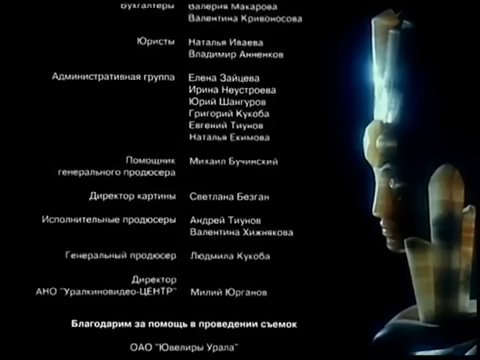 Бухгалтеры Валерия Макарова
Валентина Кривоносова
Юристы Наталья Иваева
Владимир Анненков
Административная группа Елена Зайцева
Ирина Неустроева
Юрий Шангуров
Григорий Кукоба
Евгений Тиунов
Наталья Екимова
Помощник Михаил Бучинский
генерального продюсера
Директор картины Светлана Безган
Исполнительные продюсеры Андрей Тиунов
Валентина Хижнякова
Генеральный продюсер Людмила Кукоба
Директор
АНО "Уралкиновидео-ЦЕНТР" Милий Юрганов
Благодарим за помощь в проведении съемок
ОАО "Ювелиры Урала"